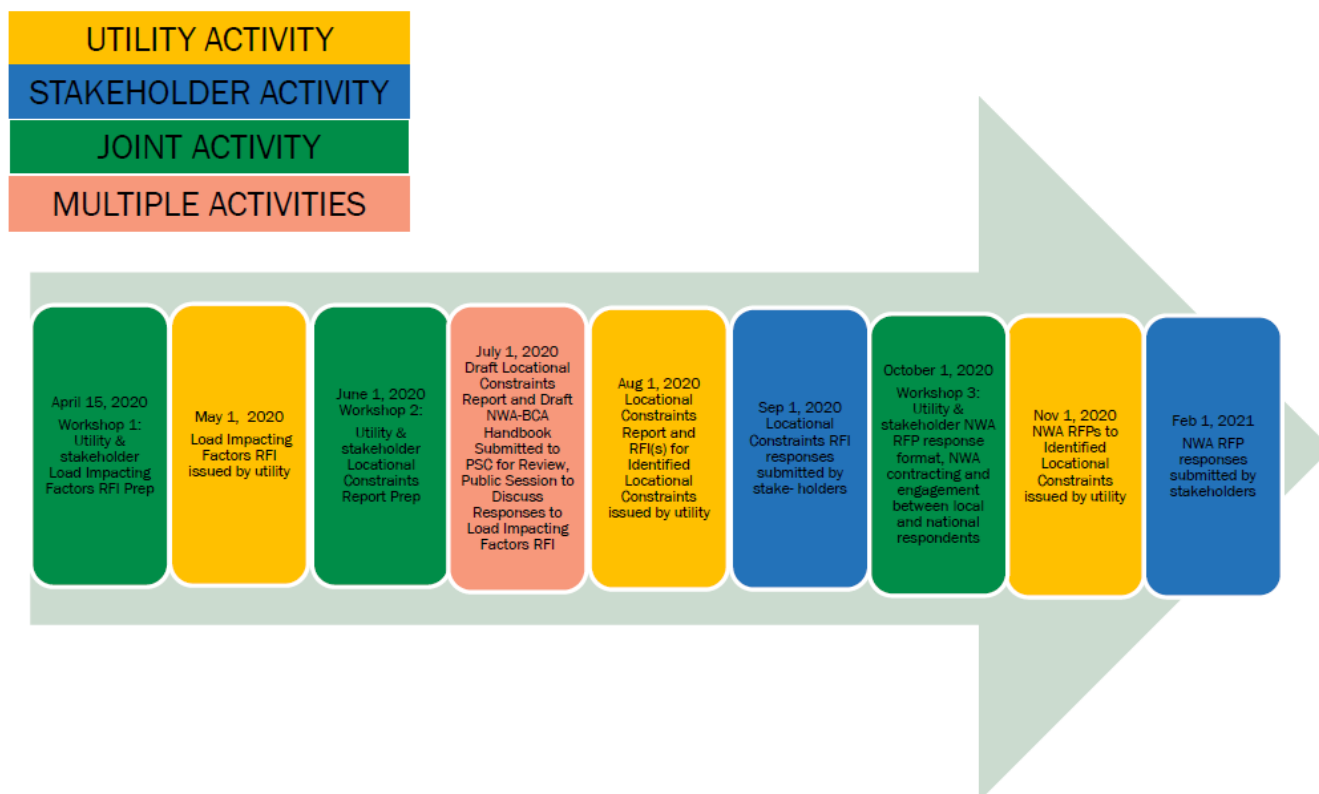 UTILITY ACTIVITY
STAKEHOLDER ACTIVITY
JOINT ACTIVITY
MULTIPLE ACTIVITIES
April 15, 2020
Workshop 1:
Utility &
stakeholder
Load Impacting
Factors RFI Prep
May 1, 2020
Load Impacting
Factors RFI
issued by utility
June 1, 2020
Workshop 2:
Utility &
stakeholder
Locational
Constraints
Report Prep
July 1, 2020
Draft Locational
Constraints
Report and Draft
NWA-BCA
Handbook
Submitted to
PSC for Review,
Public Session to
Discuss
Responses to
Load Impacting
Factors RFI
Aug 1, 2020
Locational
Constraints
Report and
RFI(s) for
Identified
Locational
Constraints
issued by utility
Sep 1, 2020
Locational
Constraints RFI
responses
submitted by
stake- holders
October 1, 2020
Workshop 3:
Utility &
stakeholder NWA
RFP response
format, NWA
contracting and
engagement
between local
and national
respondents
Nov 1, 2020
NWA RFPs to
Identified
Locational
Constraints
issued by utility
Feb 1, 2021
NWA RFP
responses
submitted by
stakeholders